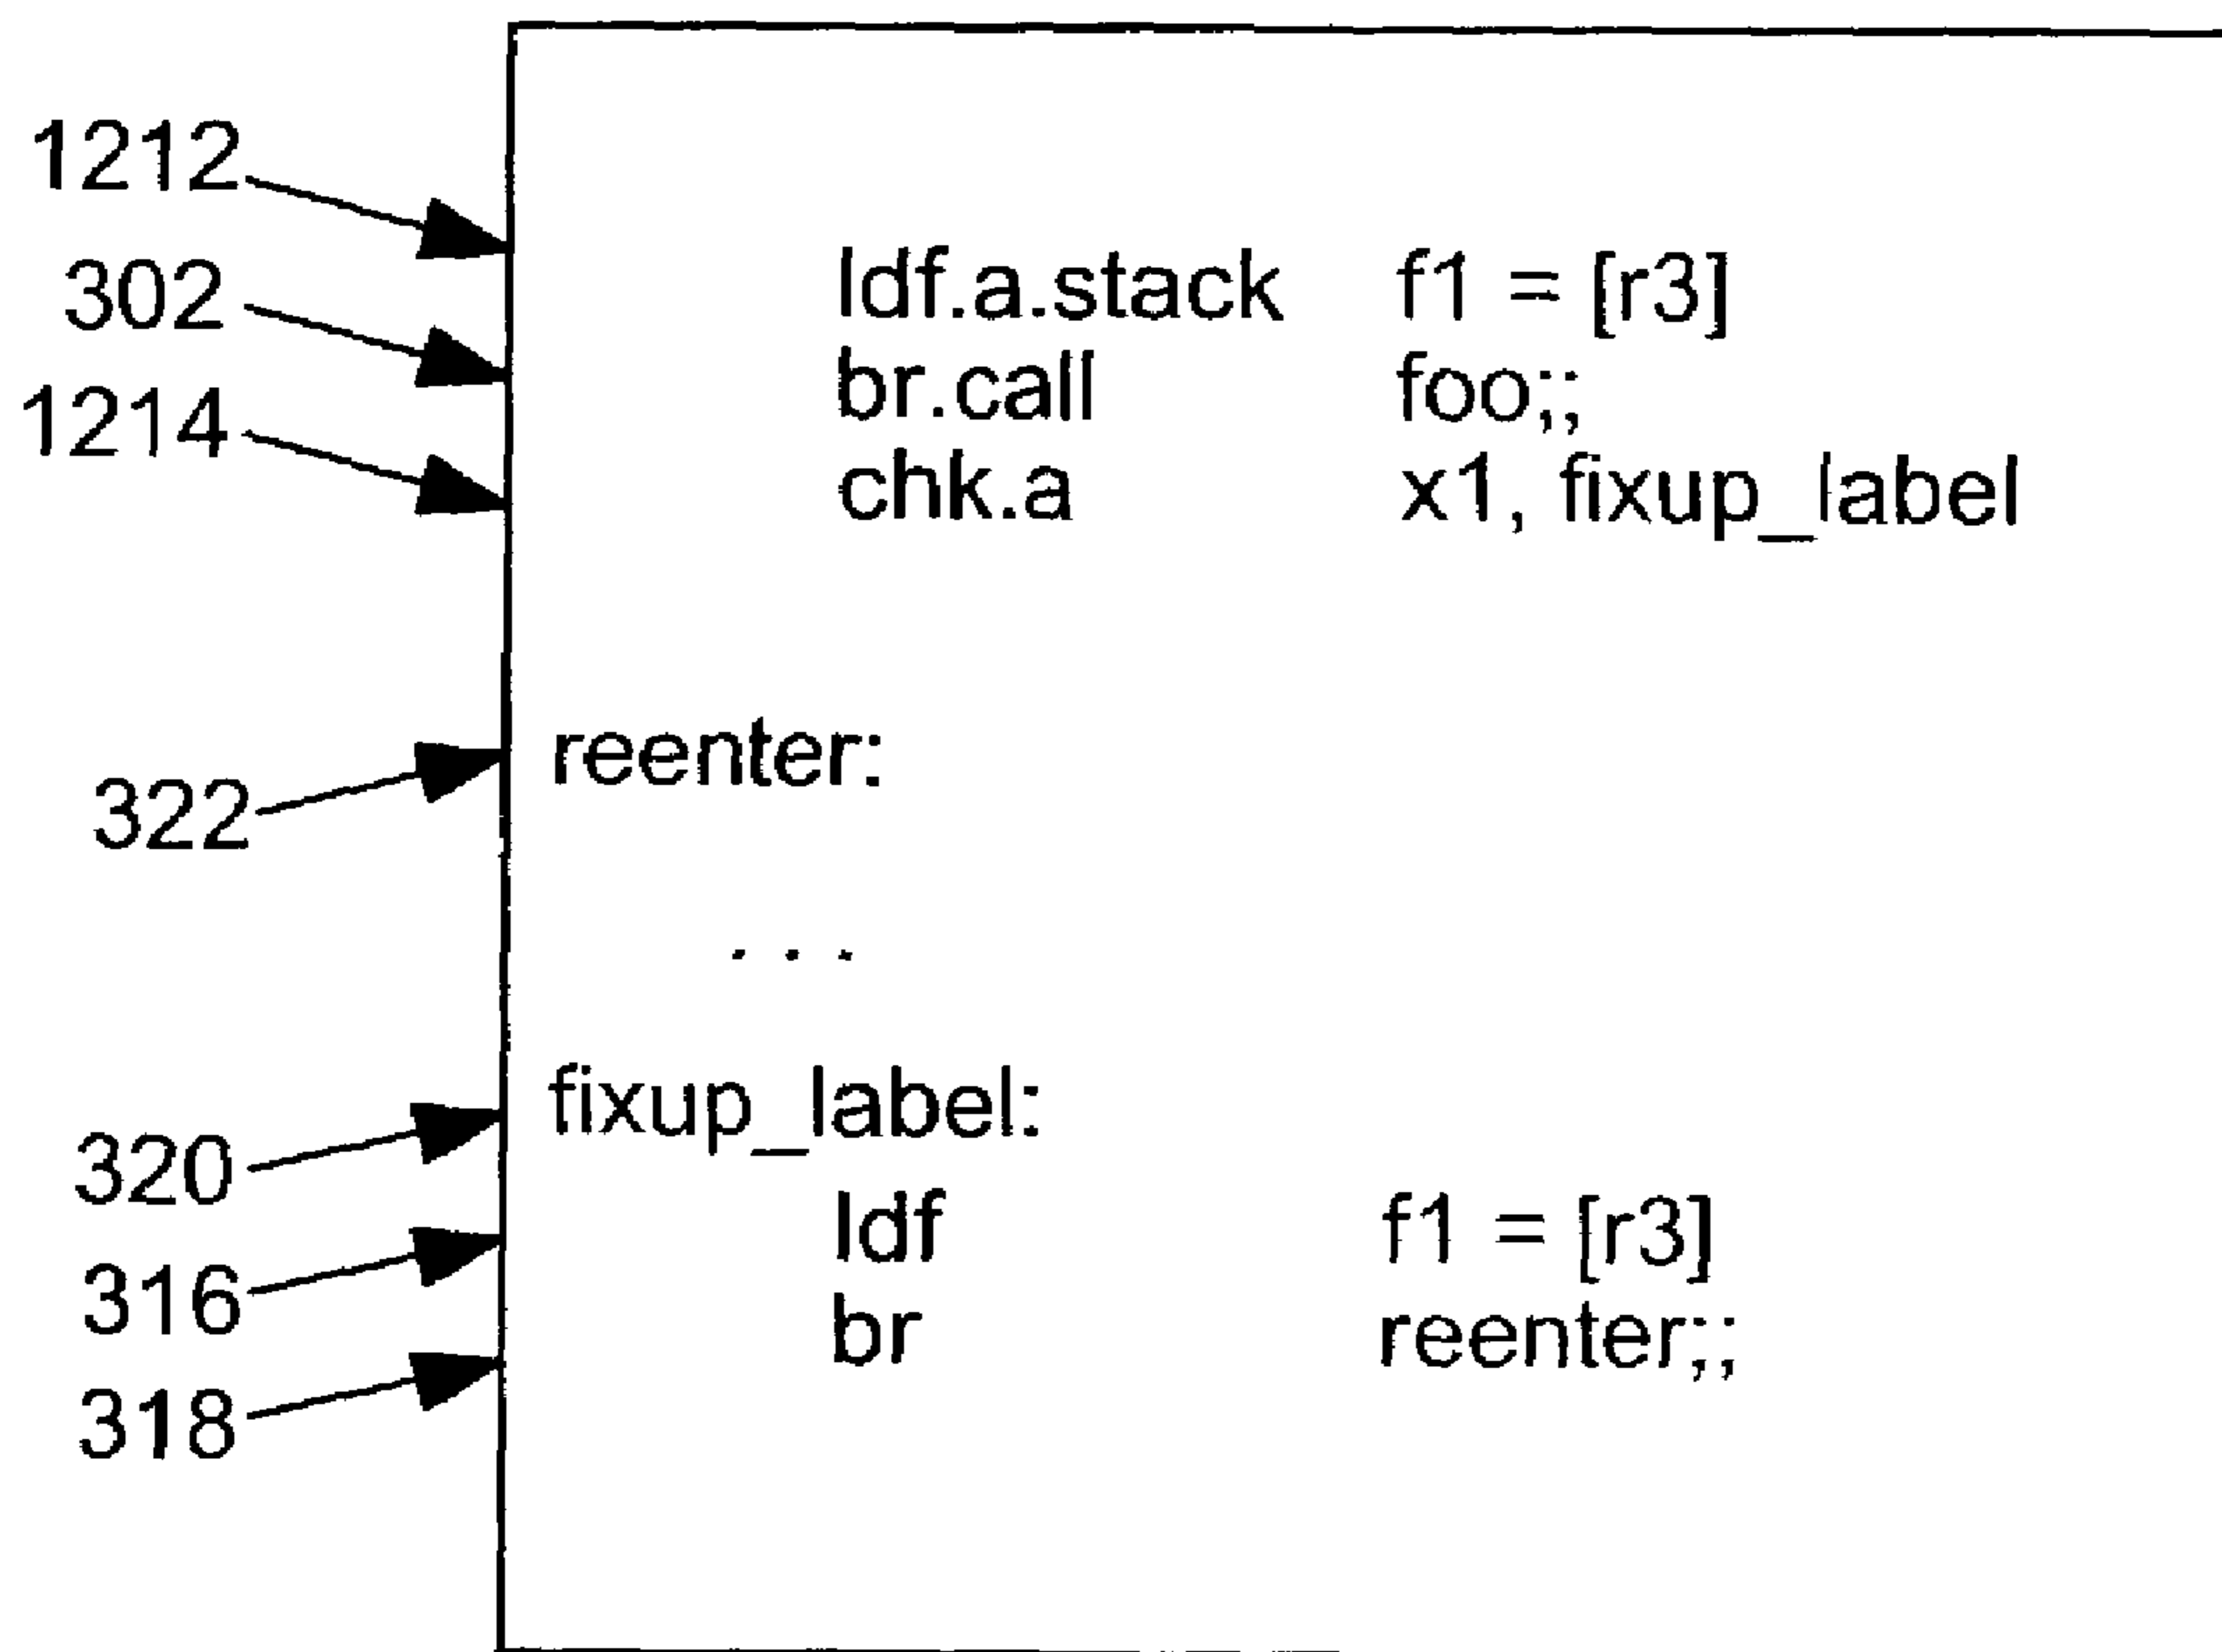 1212
ldf.a.stack f1 = [r3]
302
br.call foo;;
1214
chk.a x1, fixup_label
reenter:
322
. . .
fixup_label:
320
ldf f1 = [r3]
316
br reenter;;
318